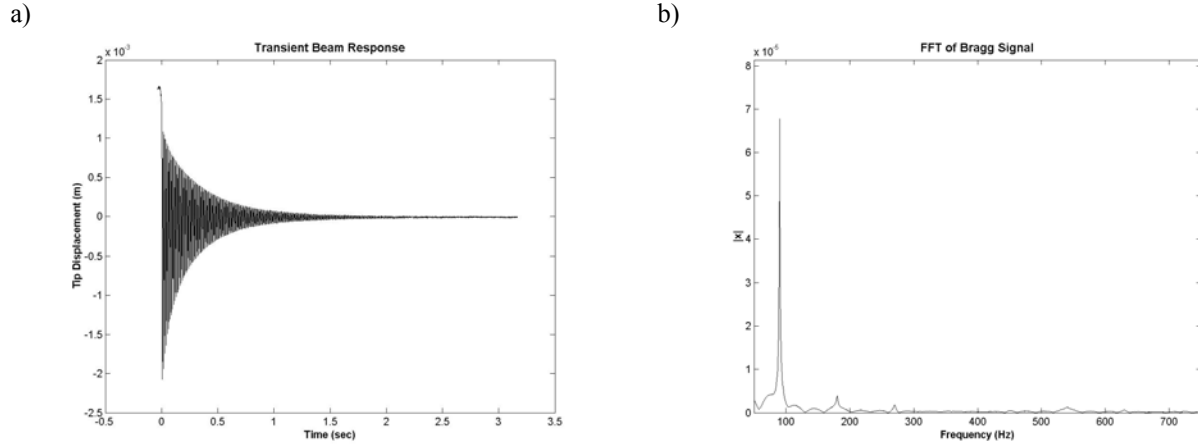 a)
Transient Beam Response
x 10^-3
2
1.5
1
0.5
0
-0.5
-1
-1.5
-2
-2.5
Tip Displacement (m)
-0.5 0 0.5 1 1.5 2 2.5 3 3.5
Time (sec)
b)
FFT of Bragg Signal
8
7
6
5
4
3
2
1
0
|x|
100 200 300 400 500 600 700
Frequency (Hz)